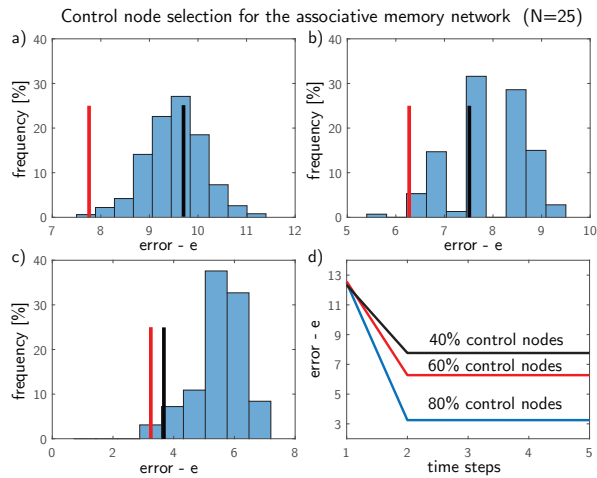 Control node selection for the associative memory network (N=25)
a)
40
30
20
10
0
frequency [%]
7 8 9 10 11 12
error - e
b)
40
30
20
10
0
frequency [%]
5 6 7 8 9 10
error - e
c)
40
30
20
10
0
frequency [%]
0 2 4 6 8
error - e
d)
13
11
9
7
5
3
error - e
40% control nodes
60% control nodes
80% control nodes
1 2 3 4 5
time steps